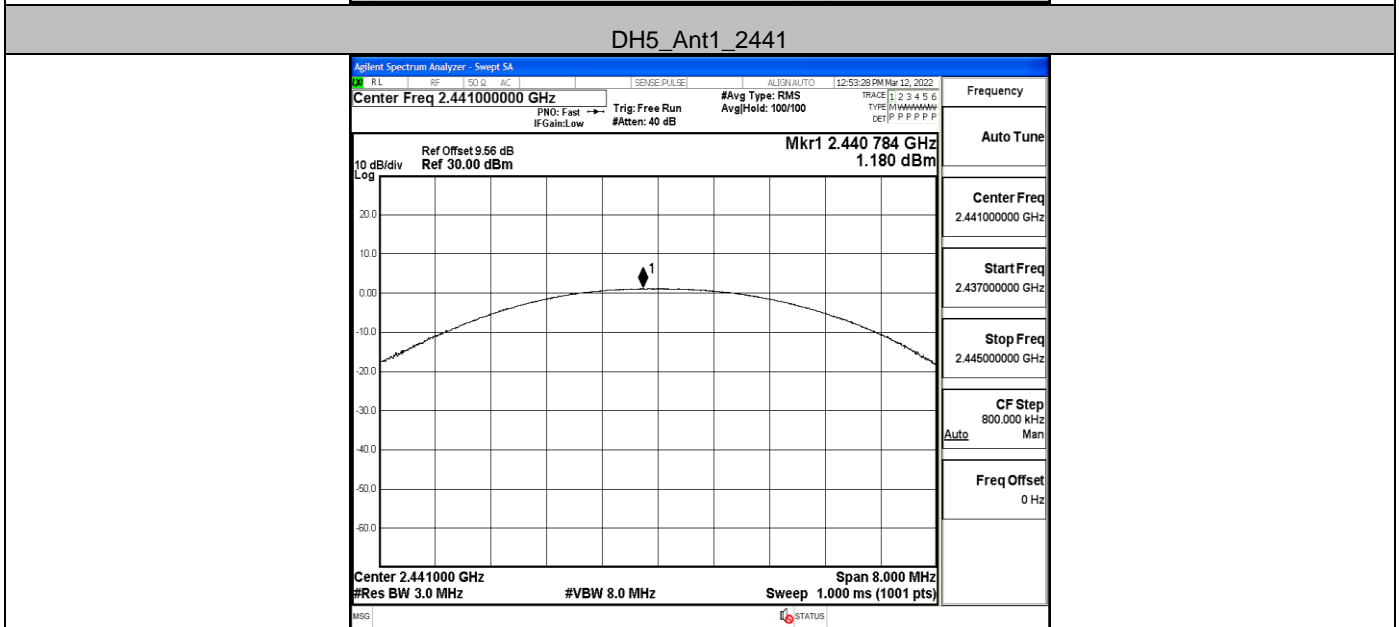 DH5_Ant1_2441
Agilent Spectrum Analyzer - Swept SA
RL RF 50 Ω AC SENSE:PULSE ALIGN AUTO 12:53:28 PM Mar 12, 2022
Center Freq 2.441000000 GHz
PNO: Fast
IFGain:Low
Trig: Free Run
#Atten: 40 dB
#Avg Type: RMS
Avg|Hold: 100/100
TRACE 1 2 3 4 5 6
TYPE M WWWWW
DET P P P P P P
Frequency
Mkr1 2.440 784 GHz
1.180 dBm
Ref Offset 9.56 dB
10 dB/div Ref 30.00 dBm
Log
20.0
10.0
0.00
-10.0
-20.0
-30.0
-40.0
-50.0
-60.0
1
Center 2.441000 GHz
Span 8.000 MHz
#Res BW 3.0 MHz
#VBW 8.0 MHz
Sweep 1.000 ms (1001 pts)
MSG
STATUS
Auto Tune
Center Freq
2.441000000 GHz
Start Freq
2.437000000 GHz
Stop Freq
2.445000000 GHz
CF Step
800.000 kHz
Auto Man
Freq Offset
0 Hz